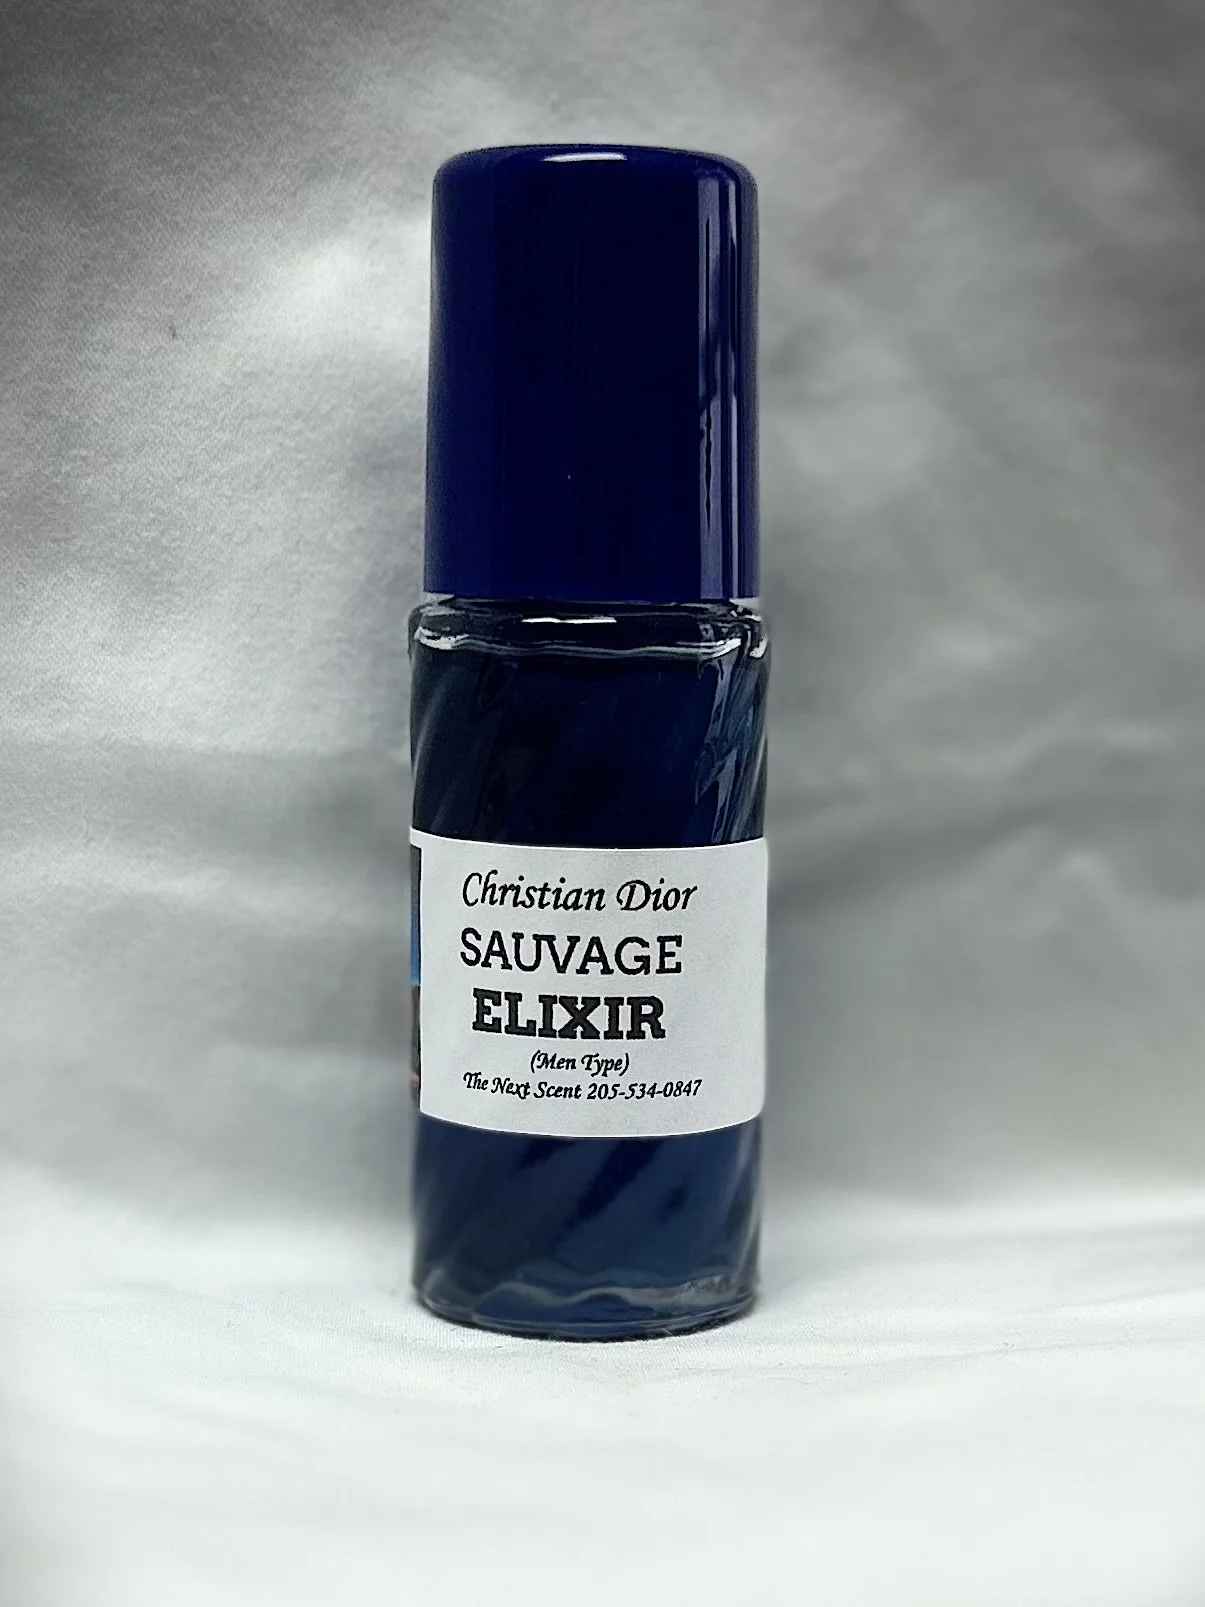 Christian Dior
SAUVAGE
ELIXIR
(Men Type)
The Next Scent 205-534-0847